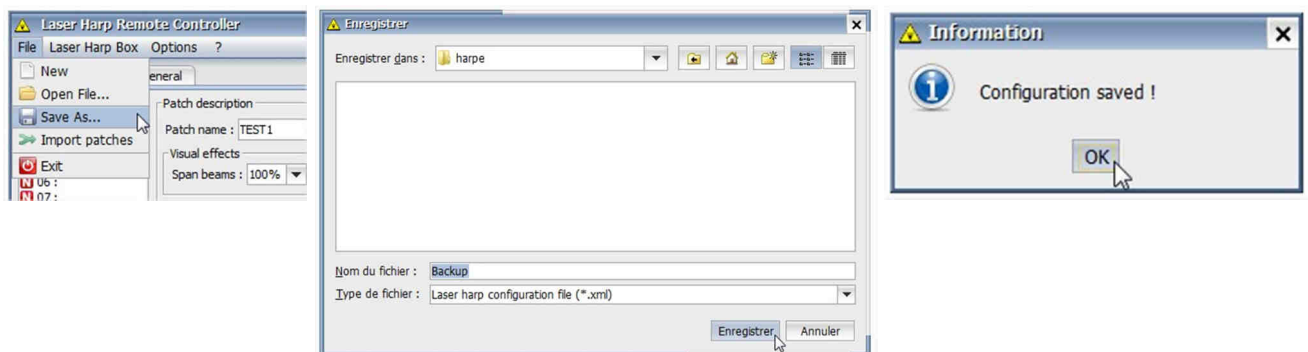 Laser Harp Remote Controller
File Laser Harp Box Options ?
New
Open File...
Save As...
Import patches
Exit
06 :
07 :
eneral
Patch description
Patch name : TEST1
Visual effects
Span beams : 100%
Enregistrer
Enregistrer dans : harpe
Nom du fichier : Backup
Type de fichier : Laser harp configuration file (*.xml)
Enregistrer Annuler
Information
Configuration saved !
OK